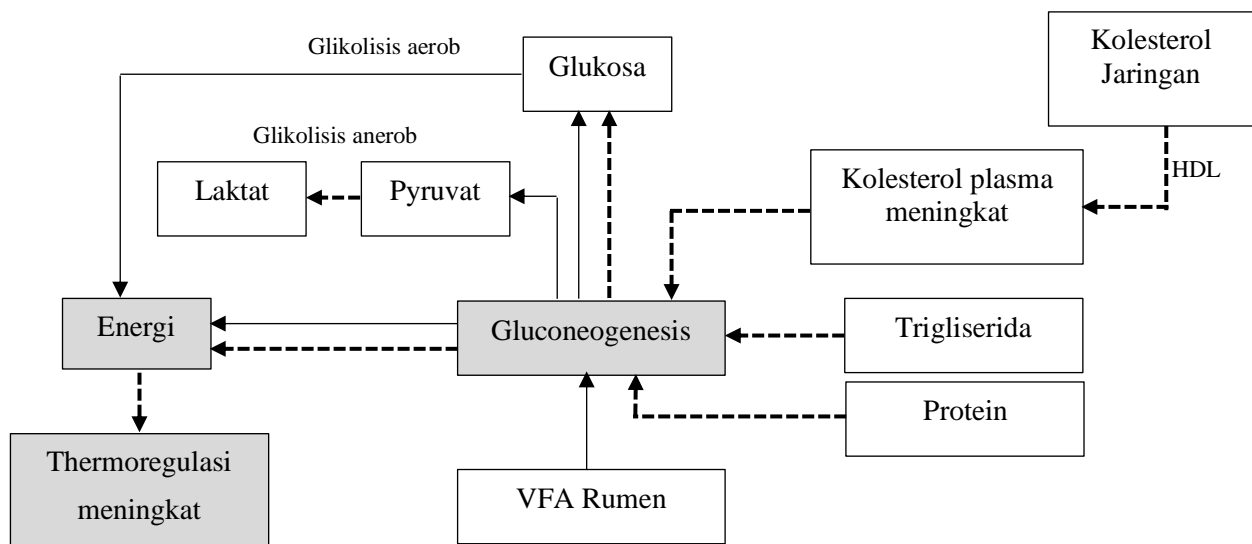 Glikolisis aerob
Glukosa
Kolesterol
Jaringan
Glikolisis anerob
Laktat
Pyruvat
Kolesterol plasma
meningkat
HDL
Energi
Gluconeogenesis
Trigliserida
Protein
Thermoregulasi
meningkat
VFA Rumen